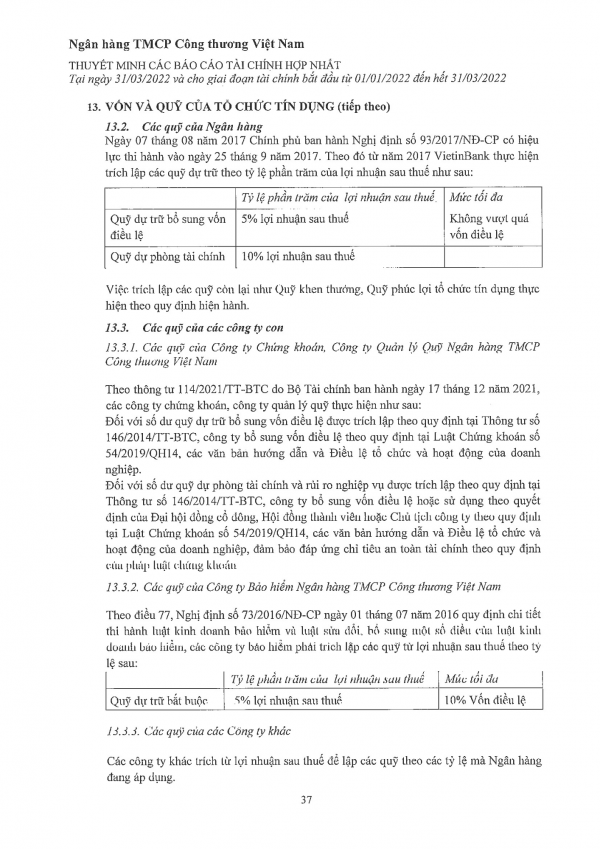 Ngân hàng TMCP Công thương Việt Nam
THUYẾT MINH CÁC BÁO CÁO TÀI CHÍNH HỢP NHẤT
Tại ngày 31/03/2022 và cho giai đoạn tài chính bắt đầu từ 01/01/2022 đến hết 31/03/2022
13. VỐN VÀ QUỸ CỦA TỔ CHỨC TÍN DỤNG (tiếp theo)
13.2. Các quỹ của Ngân hàng
Ngày 07 tháng 08 năm 2017 Chính phủ ban hành Nghị định số 93/2017/NĐ-CP có hiệu
lực thi hành vào ngày 25 tháng 9 năm 2017. Theo đó từ năm 2017 VietinBank thực hiện
trích lập các quỹ dự trữ theo tỷ lệ phần trăm của lợi nhuận sau thuế như sau:
Tỷ lệ phần trăm của lợi nhuận sau thuế Mức tối đa
Quỹ dự trữ bổ sung vốn 5% lợi nhuận sau thuế Không vượt quá
điều lệ vốn điều lệ
Quỹ dự phòng tài chính 10% lợi nhuận sau thuế
Việc trích lập các quỹ còn lại như Quỹ khen thưởng, Quỹ phúc lợi tổ chức tín dụng thực
hiện theo quy định hiện hành.
13.3. Các quỹ của các công ty con
13.3.1. Các quỹ của Công ty Chứng khoán, Công ty Quản lý Quỹ Ngân hàng TMCP
Công thương Việt Nam
Theo thông tư 114/2021/TT-BTC do Bộ Tài chính ban hành ngày 17 tháng 12 năm 2021,
các công ty chứng khoán, công ty quản lý quỹ thực hiện như sau:
Đối với số dư quỹ dự trữ bổ sung vốn điều lệ được trích lập theo quy định tại Thông tư số
146/2014/TT-BTC, công ty bổ sung vốn điều lệ theo quy định tại Luật Chứng khoán số
54/2019/QH14, các văn bản hướng dẫn và Điều lệ tổ chức và hoạt động của doanh
nghiệp.
Đối với số dư quỹ dự phòng tài chính và rủi ro nghiệp vụ được trích lập theo quy định tại
Thông tư số 146/2014/TT-BTC, công ty bổ sung vốn điều lệ hoặc sử dụng theo quyết
định của Đại hội đồng cổ đông, Hội đồng thành viên hoặc Chủ tịch công ty theo quy định
tại Luật Chứng khoán số 54/2019/QH14, các văn bản hướng dẫn và Điều lệ tổ chức và
hoạt động của doanh nghiệp, đảm bảo đáp ứng chỉ tiêu an toàn tài chính theo quy định
của pháp luật chứng khoán
13.3.2. Các quỹ của Công ty Bảo hiểm Ngân hàng TMCP Công thương Việt Nam
Theo điều 77, Nghị định số 73/2016/NĐ-CP ngày 01 tháng 07 năm 2016 quy định chi tiết
thi hành luật kinh doanh bảo hiểm và luật sửa đổi, bổ sung một số điều của luật kinh
doanh bảo hiểm, các công ty bảo hiểm phải trích lập các quỹ từ lợi nhuận sau thuế theo tỷ
lệ sau:
Tỷ lệ phần trăm của lợi nhuận sau thuế Mức tối đa
Quỹ dự trữ bắt buộc 5% lợi nhuận sau thuế 10% Vốn điều lệ
13.3.3. Các quỹ của các Công ty khác
Các công ty khác trích từ lợi nhuận sau thuế để lập các quỹ theo các tỷ lệ mà Ngân hàng
đang áp dụng.
37